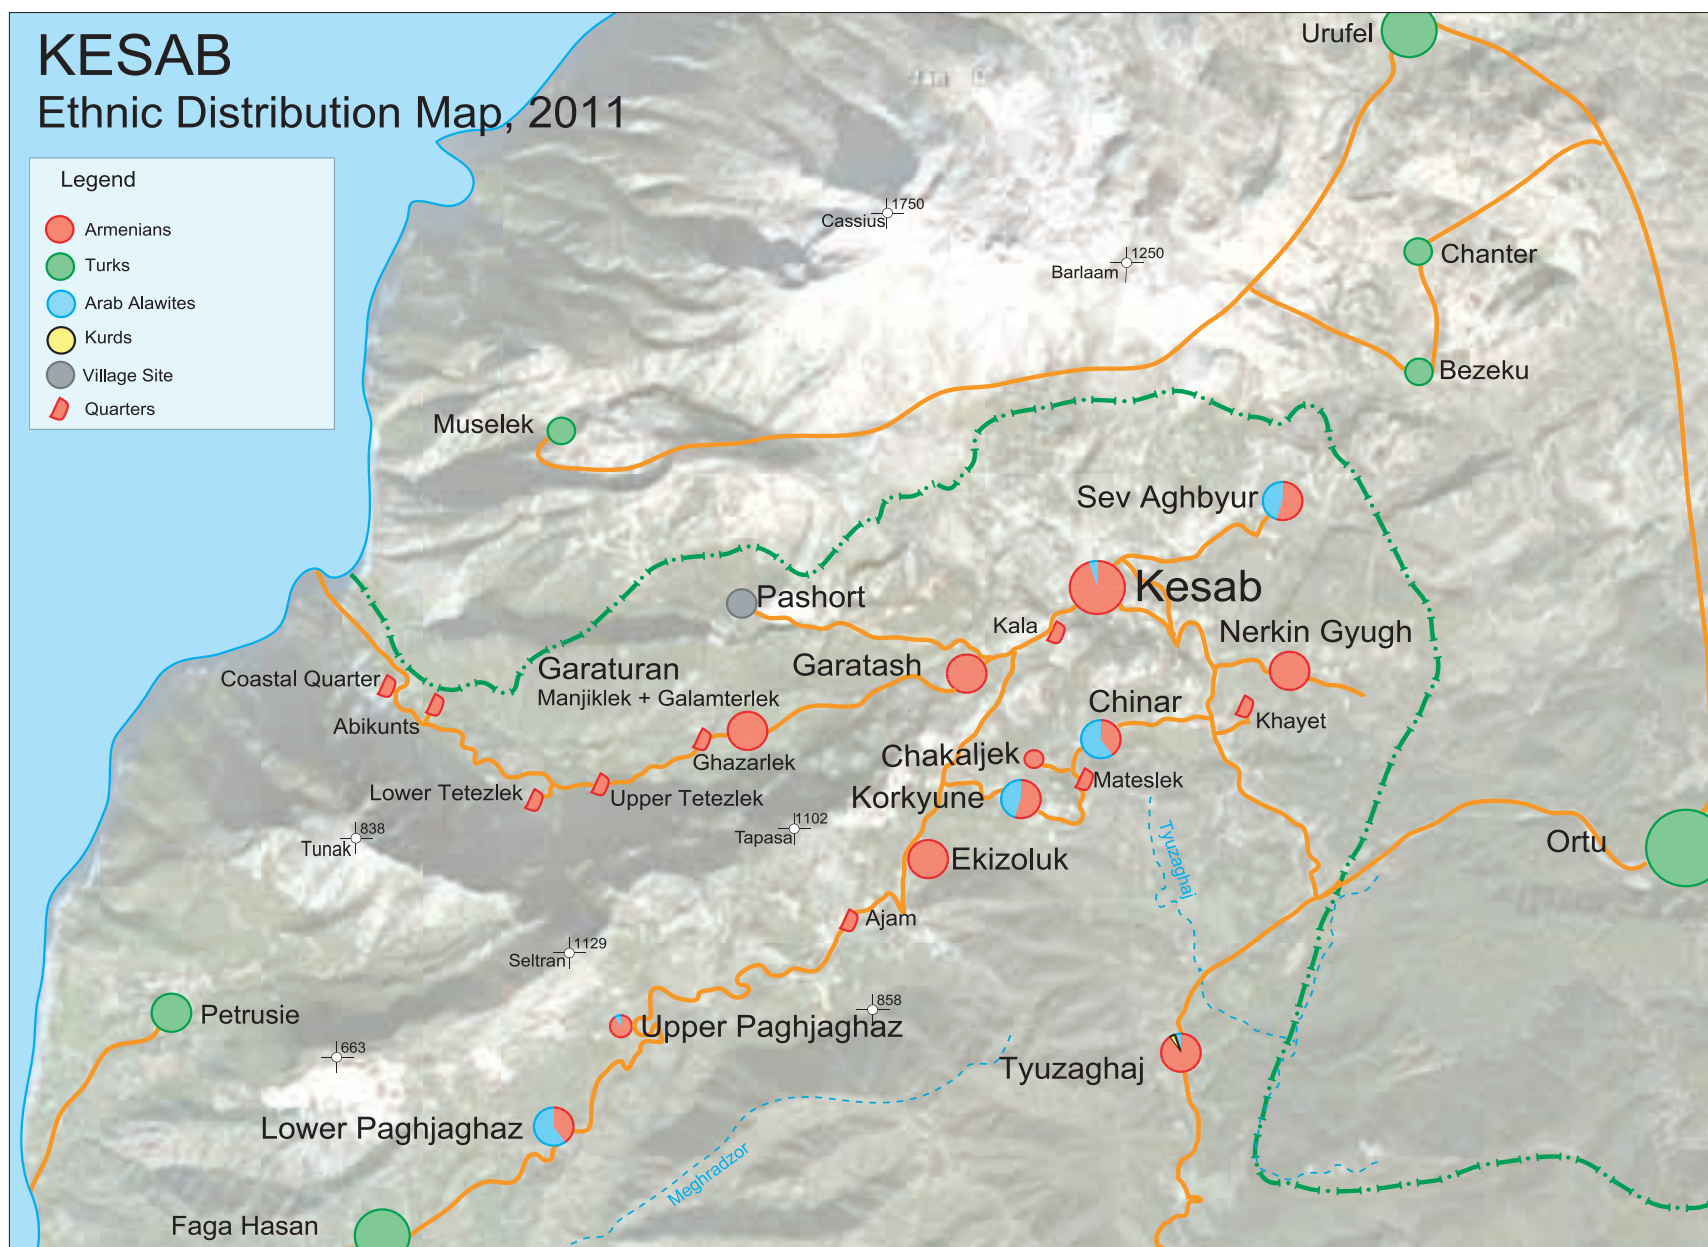 KESAB
Ethnic Distribution Map, 2011
Legend
Armenians
Turks
Arab Alawites
Kurds
Village Site
Quarters
Urufel
1750
Cassius
1250
Barlaam
Chanter
Bezeku
Muselek
Sev Aghbyur
Kesab
Pashort
Kala
Nerkin Gyugh
Garaturan
Manjiklek + Galamterlek
Garatash
Coastal Quarter
Abikunts
Chinar
Khayet
Ghazarlek
Chakaljek
Mateslek
Lower Tetezlek
Upper Tetezlek
Korkyune
1102
Tapasa
838
Tunak
Tyuzaghaj
Ortu
Ekizoluk
Ajam
1129
Seltran
858
Petrusie
Upper Paghjaghaz
663
Tyuzaghaj
Lower Paghjaghaz
Meghradzor
Faga Hasan